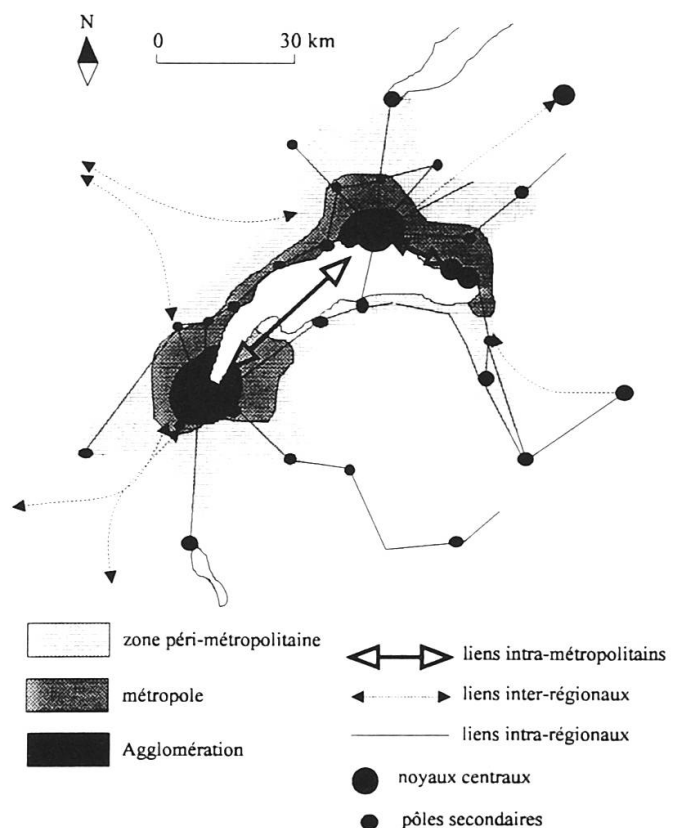 N
0 30 km
zone péri-métropolitaine
métropole
Agglomération
liens intra-métropolitains
liens inter-régionaux
liens intra-régionaux
noyaux centraux
pôles secondaires